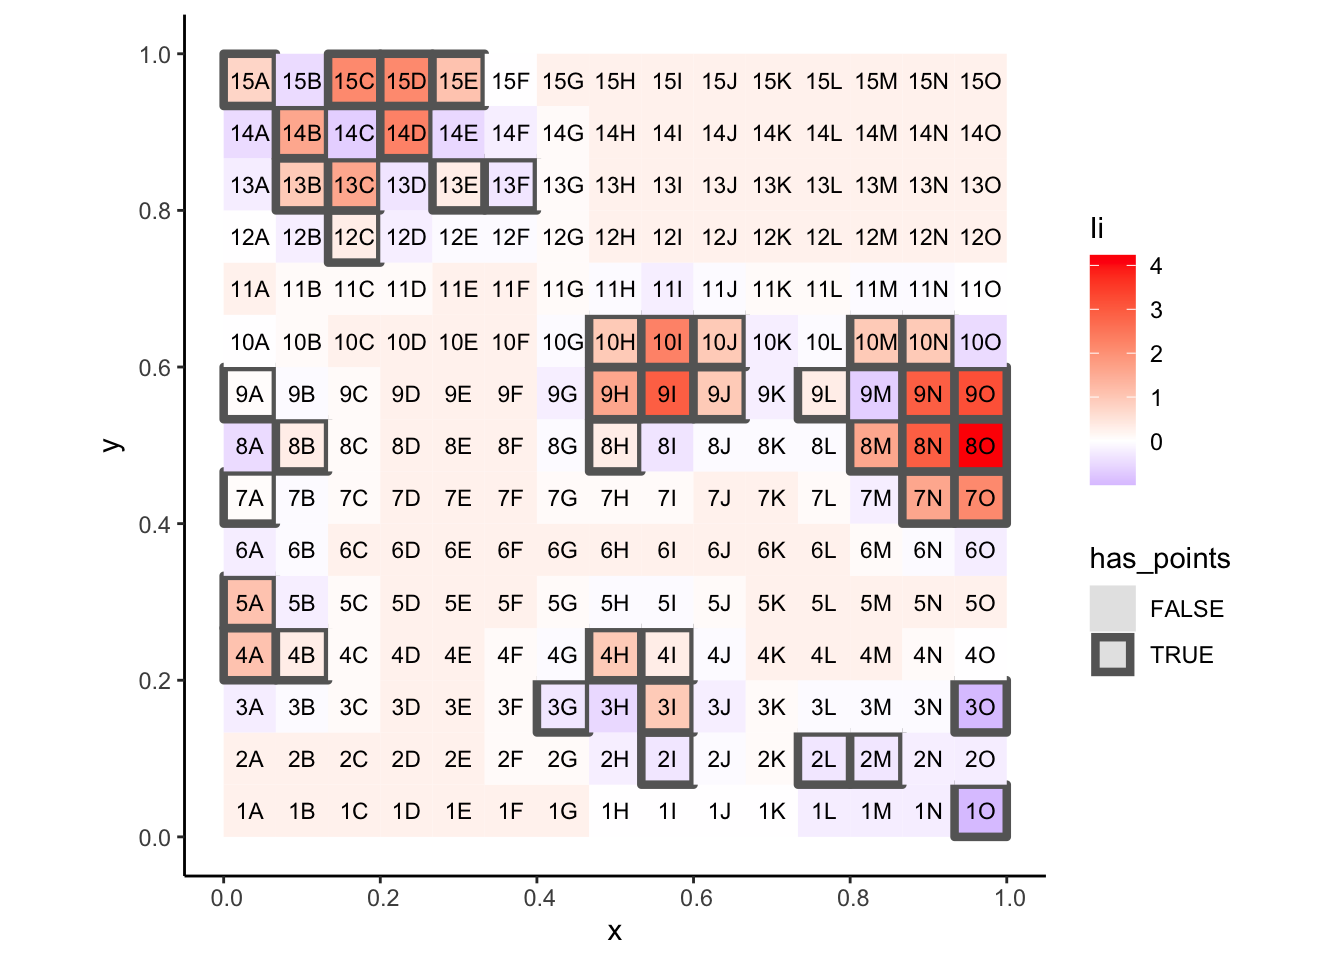 1.0
15A 15B 15C 15D 15E 15F 15G 15H 15I 15J 15K 15L 15M 15N 15O
14A 14B 14C 14D 14E 14F 14G 14H 14I 14J 14K 14L 14M 14N 14O
13A 13B 13C 13D 13E 13F 13G 13H 13I 13J 13K 13L 13M 13N 13O
0.8
12A 12B 12C 12D 12E 12F 12G 12H 12I 12J 12K 12L 12M 12N 12O
11A 11B 11C 11D 11E 11F 11G 11H 11I 11J 11K 11L 11M 11N 11O
10A 10B 10C 10D 10E 10F 10G 10H 10I 10J 10K 10L 10M 10N 10O
0.6
9A 9B 9C 9D 9E 9F 9G 9H 9I 9J 9K 9L 9M 9N 9O
y
8A 8B 8C 8D 8E 8F 8G 8H 8I 8J 8K 8L 8M 8N 8O
7A 7B 7C 7D 7E 7F 7G 7H 7I 7J 7K 7L 7M 7N 7O
0.4
6A 6B 6C 6D 6E 6F 6G 6H 6I 6J 6K 6L 6M 6N 6O
5A 5B 5C 5D 5E 5F 5G 5H 5I 5J 5K 5L 5M 5N 5O
4A 4B 4C 4D 4E 4F 4G 4H 4I 4J 4K 4L 4M 4N 4O
0.2
3A 3B 3C 3D 3E 3F 3G 3H 3I 3J 3K 3L 3M 3N 3O
2A 2B 2C 2D 2E 2F 2G 2H 2I 2J 2K 2L 2M 2N 2O
1A 1B 1C 1D 1E 1F 1G 1H 1I 1J 1K 1L 1M 1N 1O
0.0
0.0 0.2 0.4 0.6 0.8 1.0
x
Ii
4
3
2
1
0
has_points
FALSE
TRUE